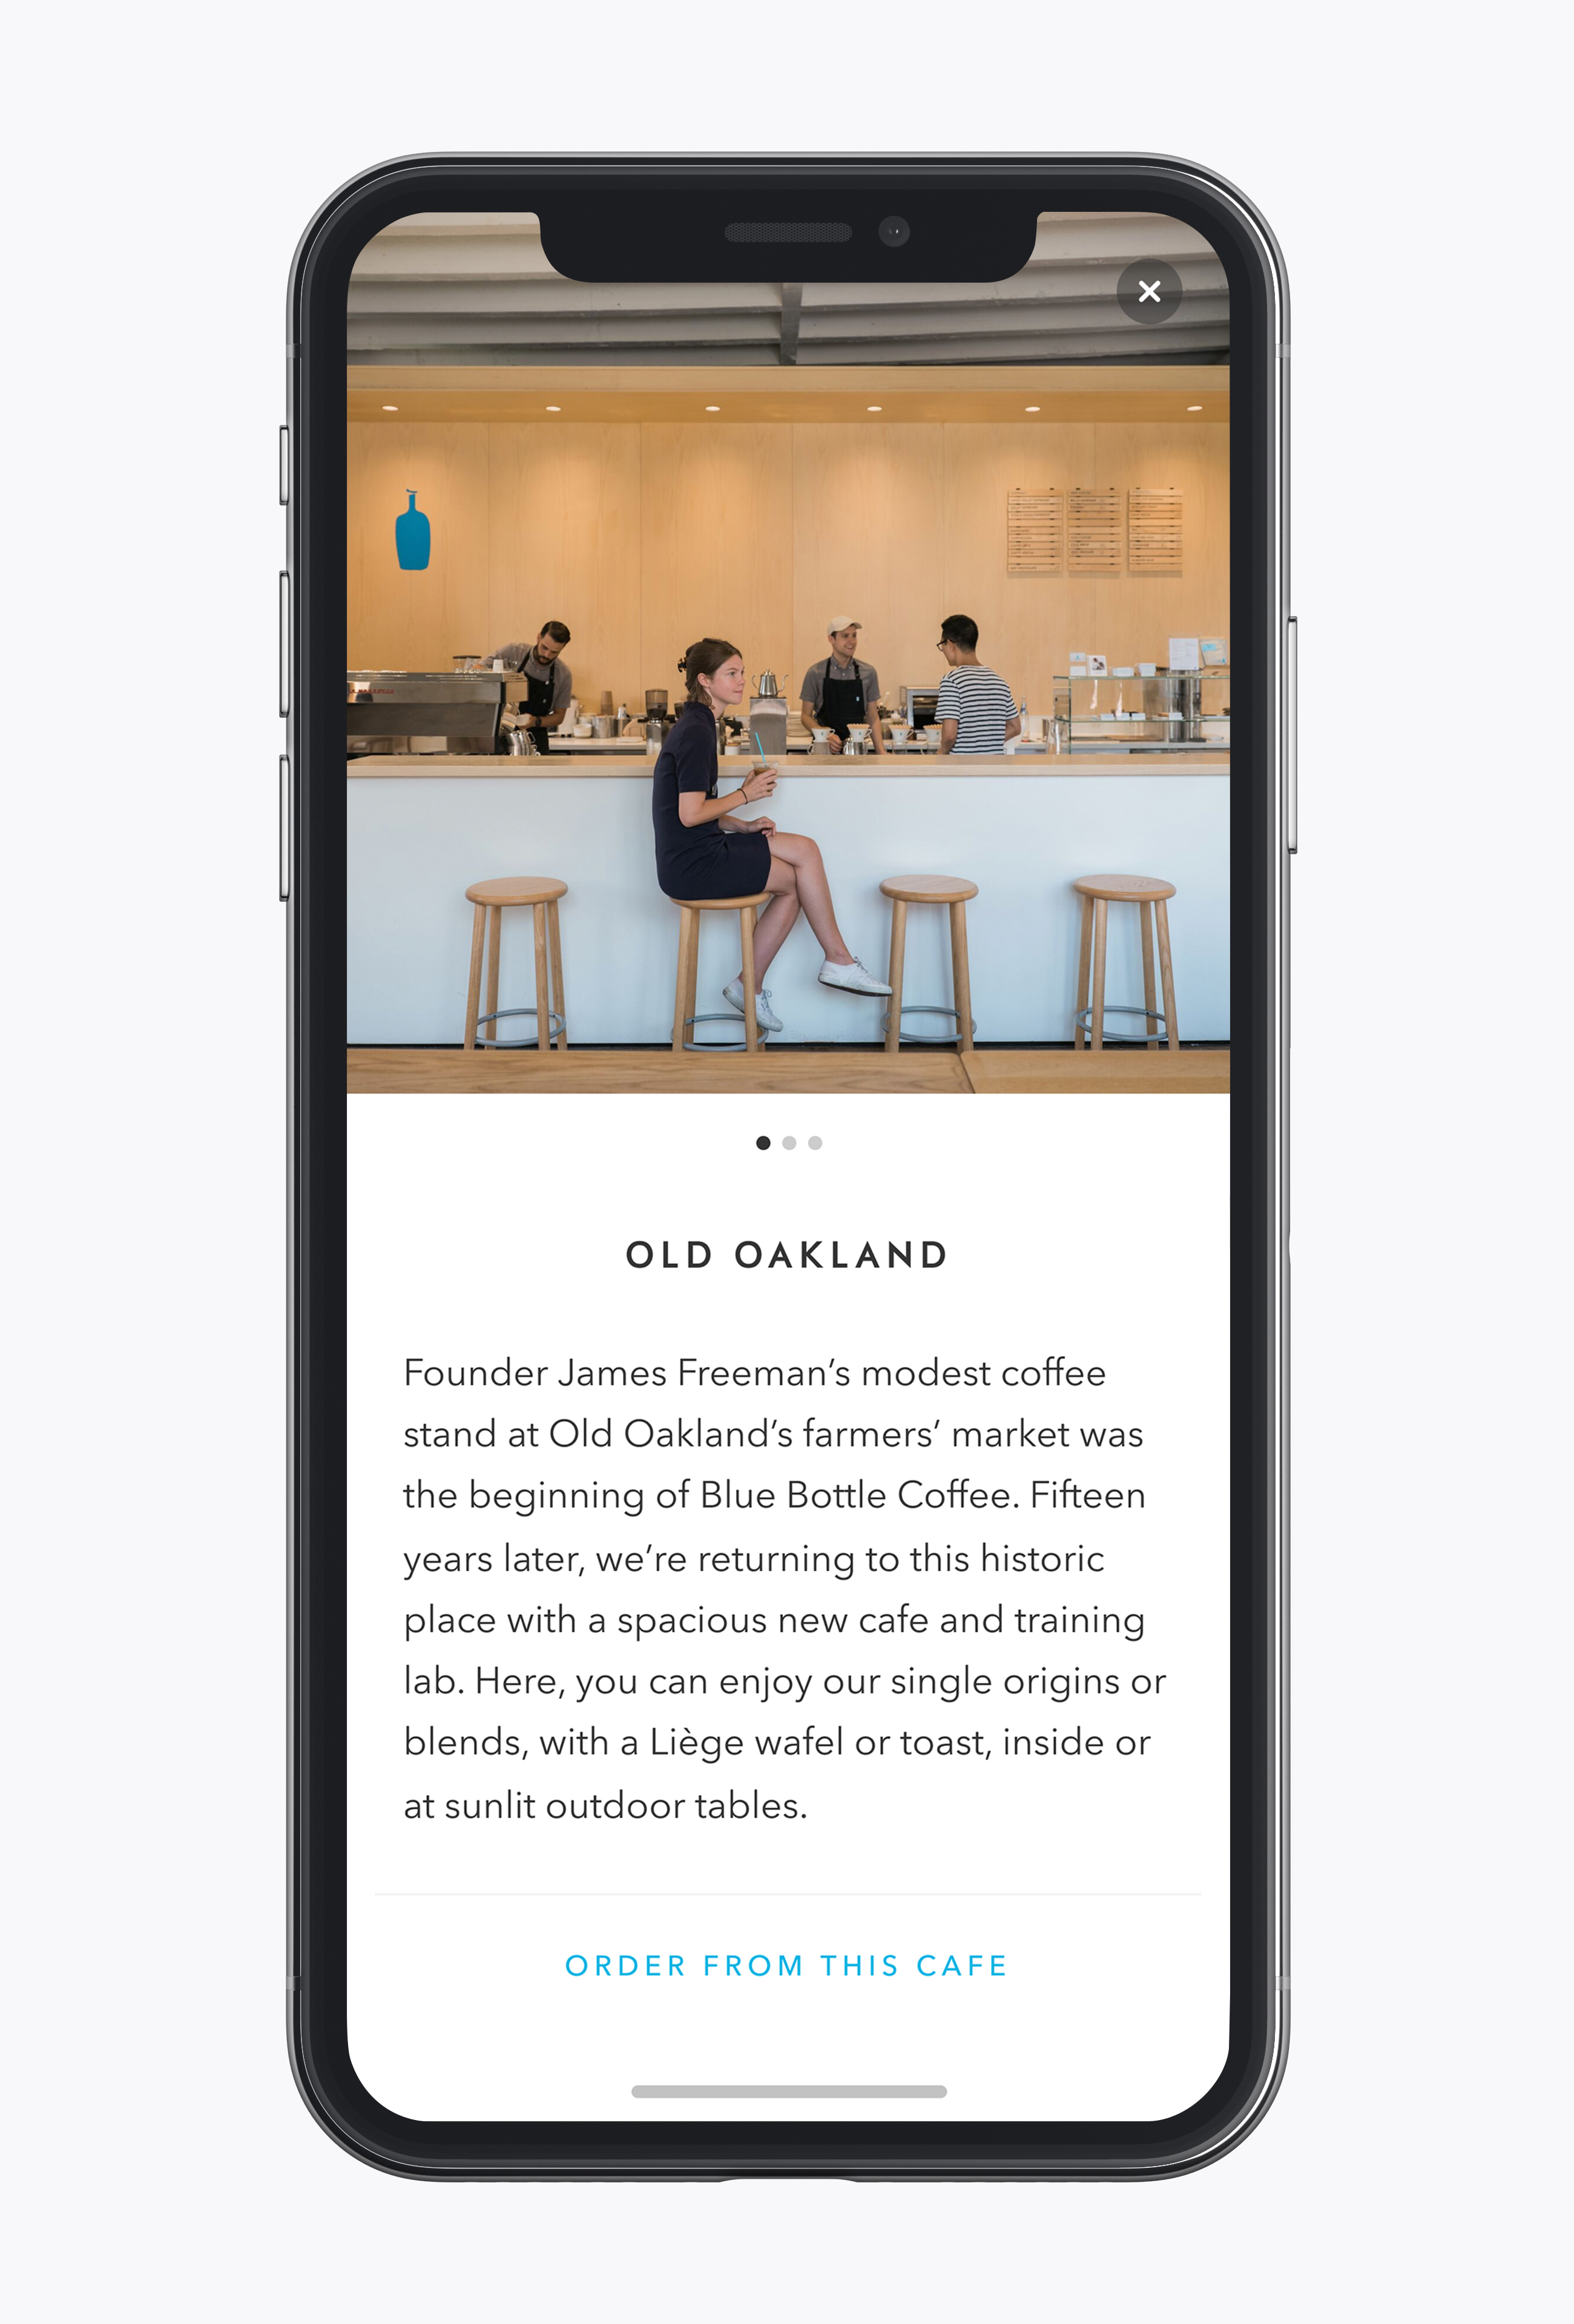 OLD OAKLAND
Founder James Freeman’s modest coffee
stand at Old Oakland’s farmers’ market was
the beginning of Blue Bottle Coffee. Fifteen
years later, we’re returning to this historic
place with a spacious new cafe and training
lab. Here, you can enjoy our single origins or
blends, with a Liège wafel or toast, inside or
at sunlit outdoor tables.
ORDER FROM THIS CAFE